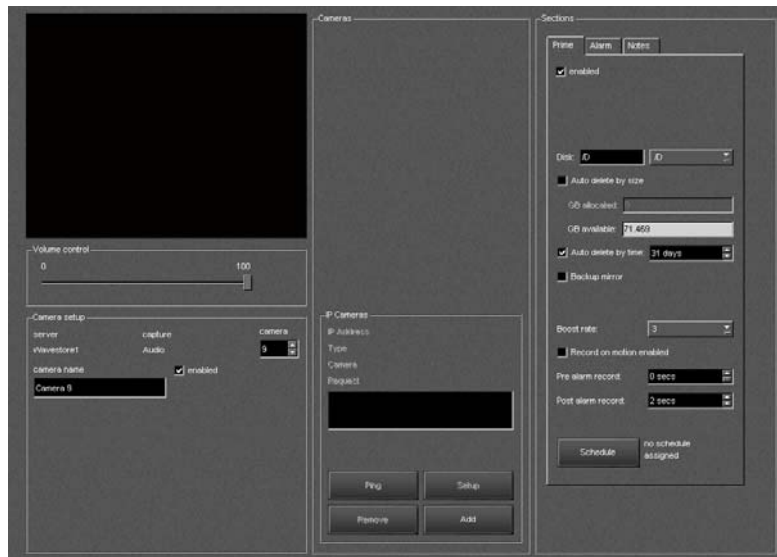 Cameras
Sections
Prime
Alarm
Notes
enabled
Disk: /D /D
Auto delete by size
GB allocated:
GB available: 71.469
Auto delete by time: 31 days
Backup mirror
Boost rate: 3
Record on motion enabled
Pre alarm record: 0 secs
Post alarm record: 2 secs
Schedule
no schedule
assigned
Volume control
0 100
Camera setup
server capture camera
Wavestore1 Audio 9
camera name enabled
Camera 9
IP Cameras
IP Address
Type
Camera
Request
Ping Setup
Remove Add